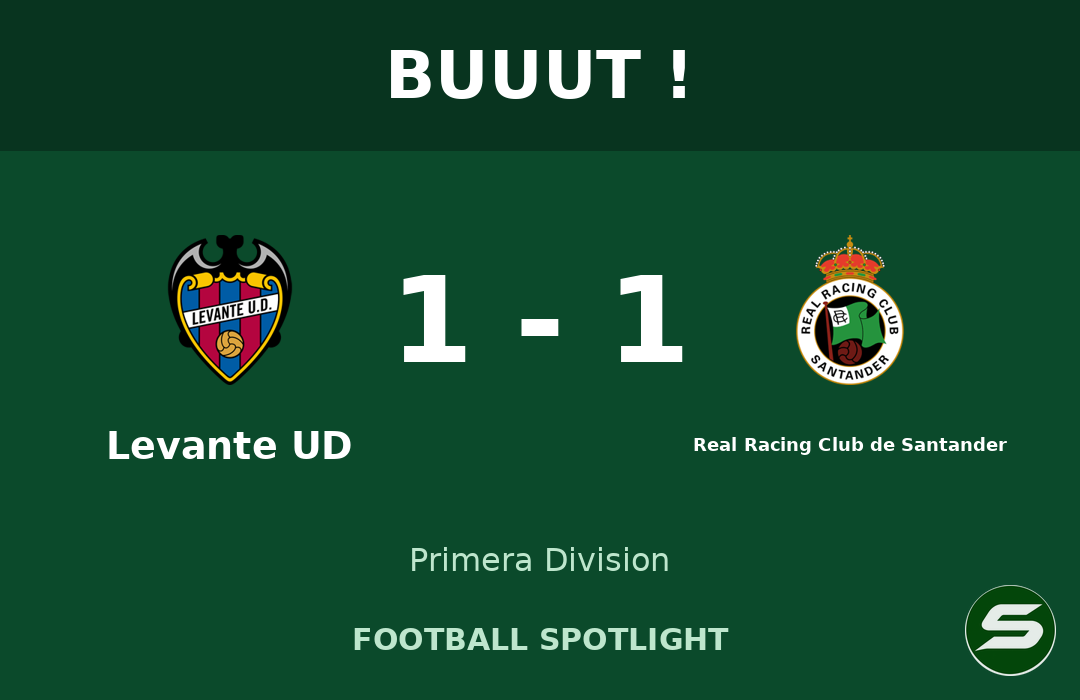 BUUUT !
LEVANTE U.D.
1 - 1
REAL RACING CLUB
SANTANDER
Levante UD
Real Racing Club de Santander
Primera Division
FOOTBALL SPOTLIGHT
S